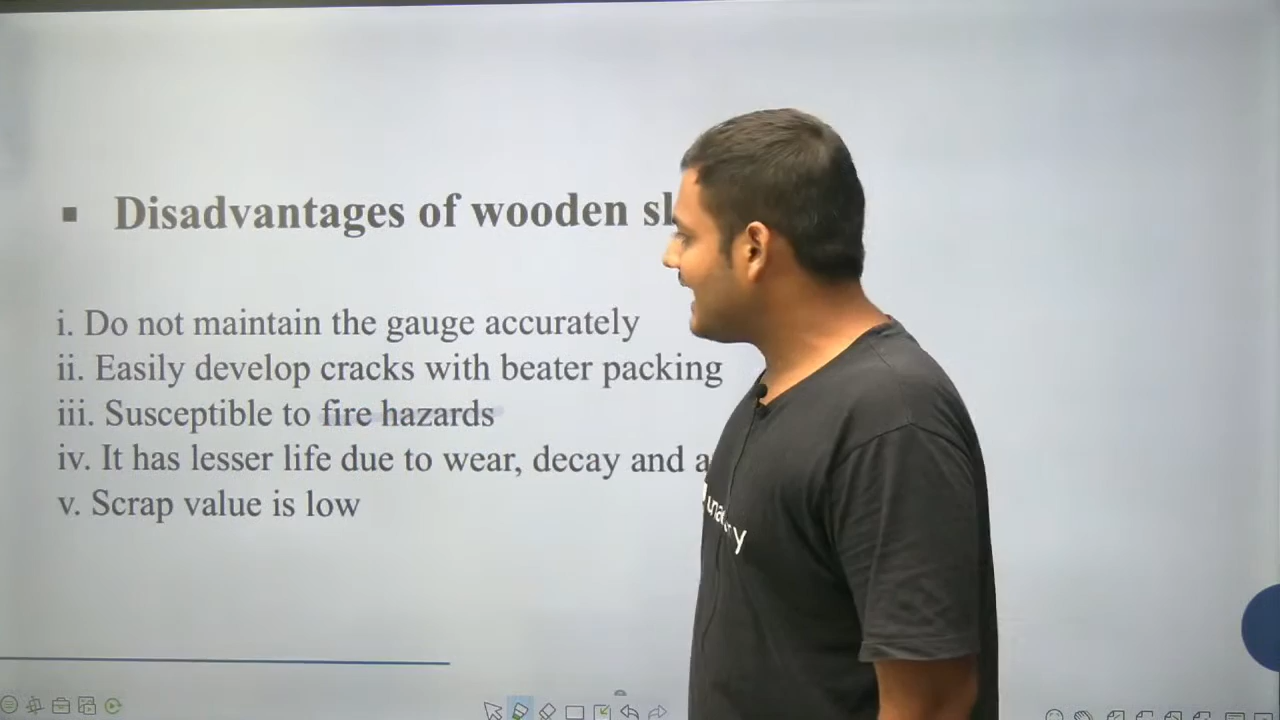 ▪ Disadvantages of wooden
i. Do not maintain the gauge accurately
ii. Easily develop cracks with beater packing
iii. Susceptible to fire hazards
iv. It has lesser life due to wear, decay and
v. Scrap value is low